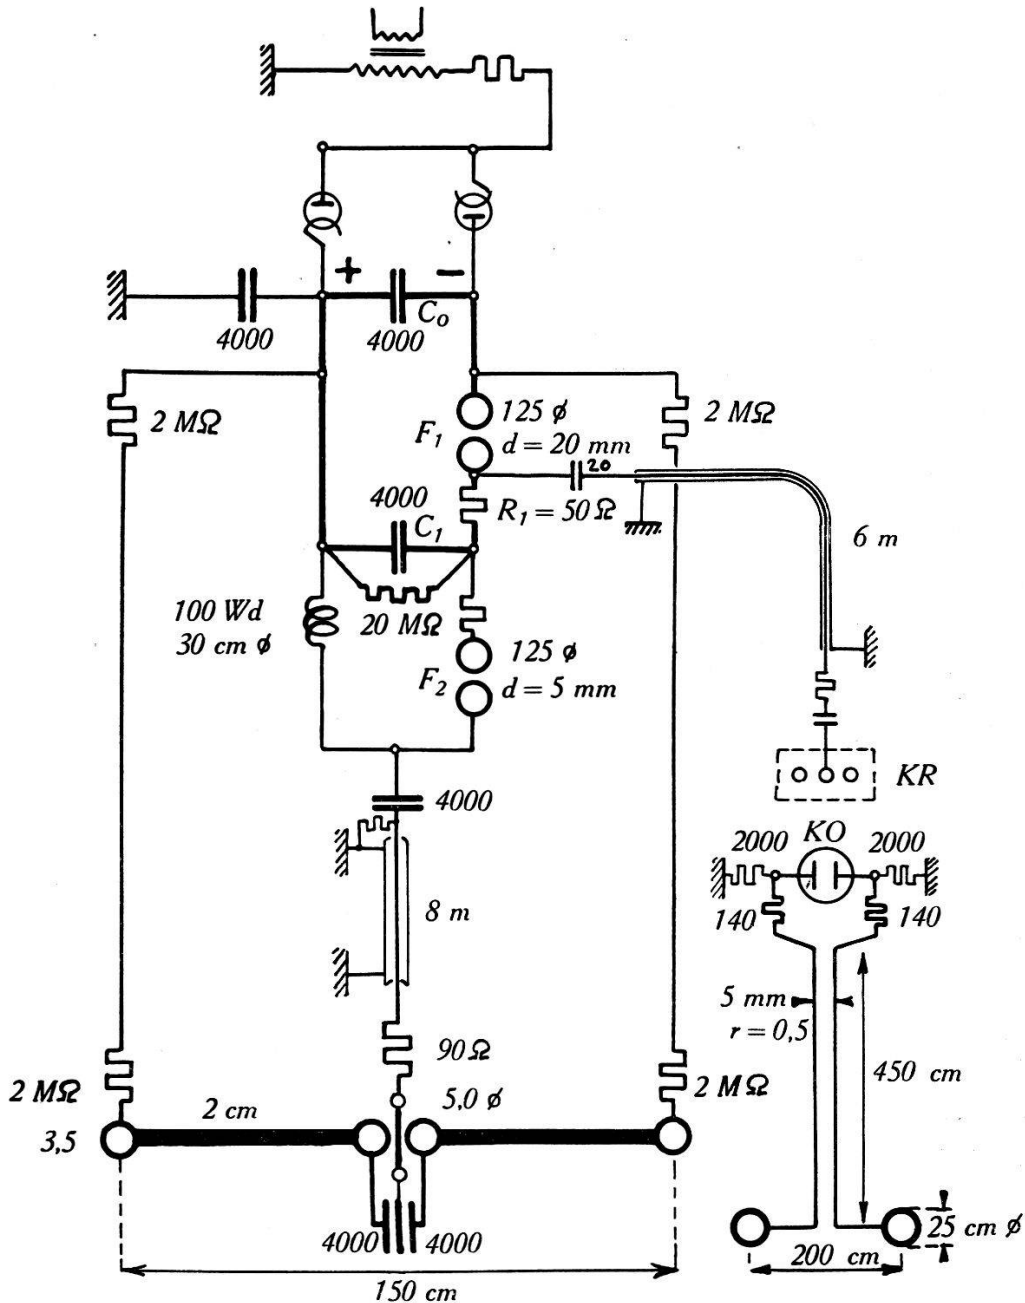 + −
4000
C₀
4000
2 MΩ
125 ϕ
F₁ d = 20 mm
2 MΩ
20
4000
C₁
R₁ = 50 Ω
6 m
100 Wd
30 cm ϕ
20 MΩ
125 ϕ
F₂ d = 5 mm
4000
KR
KO
2000 2000
140 140
8 m
5 mm
r = 0,5
90 Ω
450 cm
2 MΩ
2 cm
5,0 ϕ
2 MΩ
3,5
4000 4000
25 cm ϕ
200 cm
150 cm